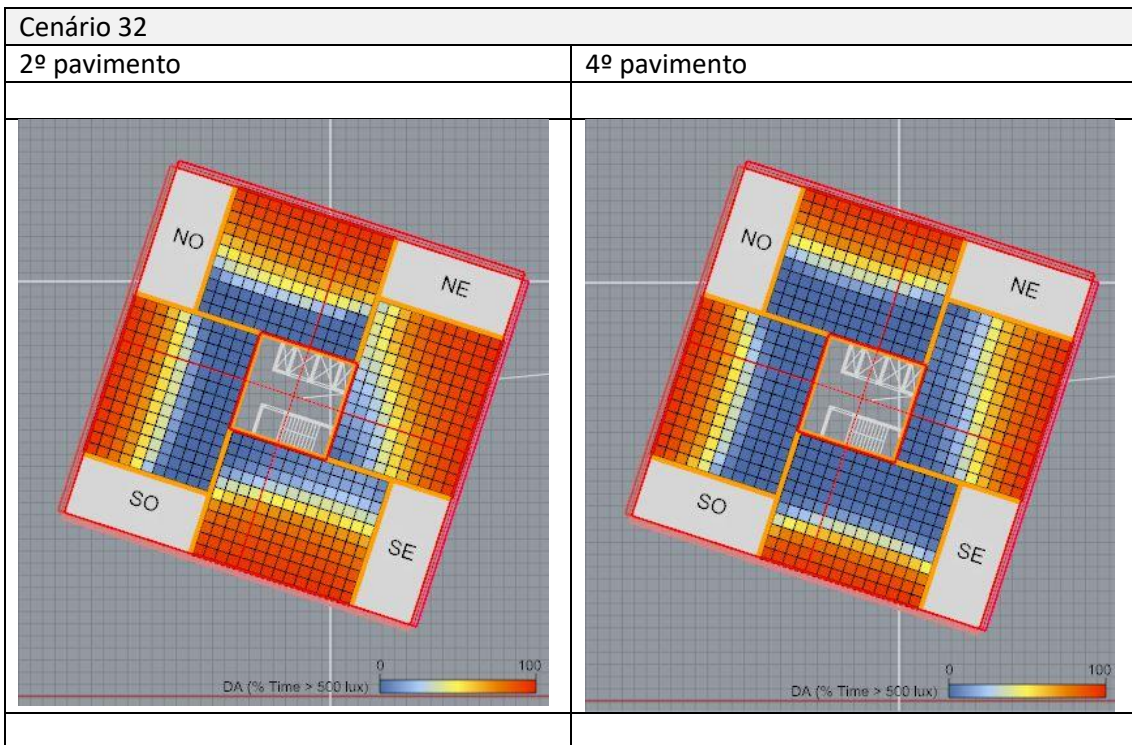 Cenário 32
2º pavimento
4º pavimento
NO
NE
SO
SE
0
100
DA (% Time > 500 lux)
NO
NE
SO
SE
0
100
DA (% Time > 500 lux)